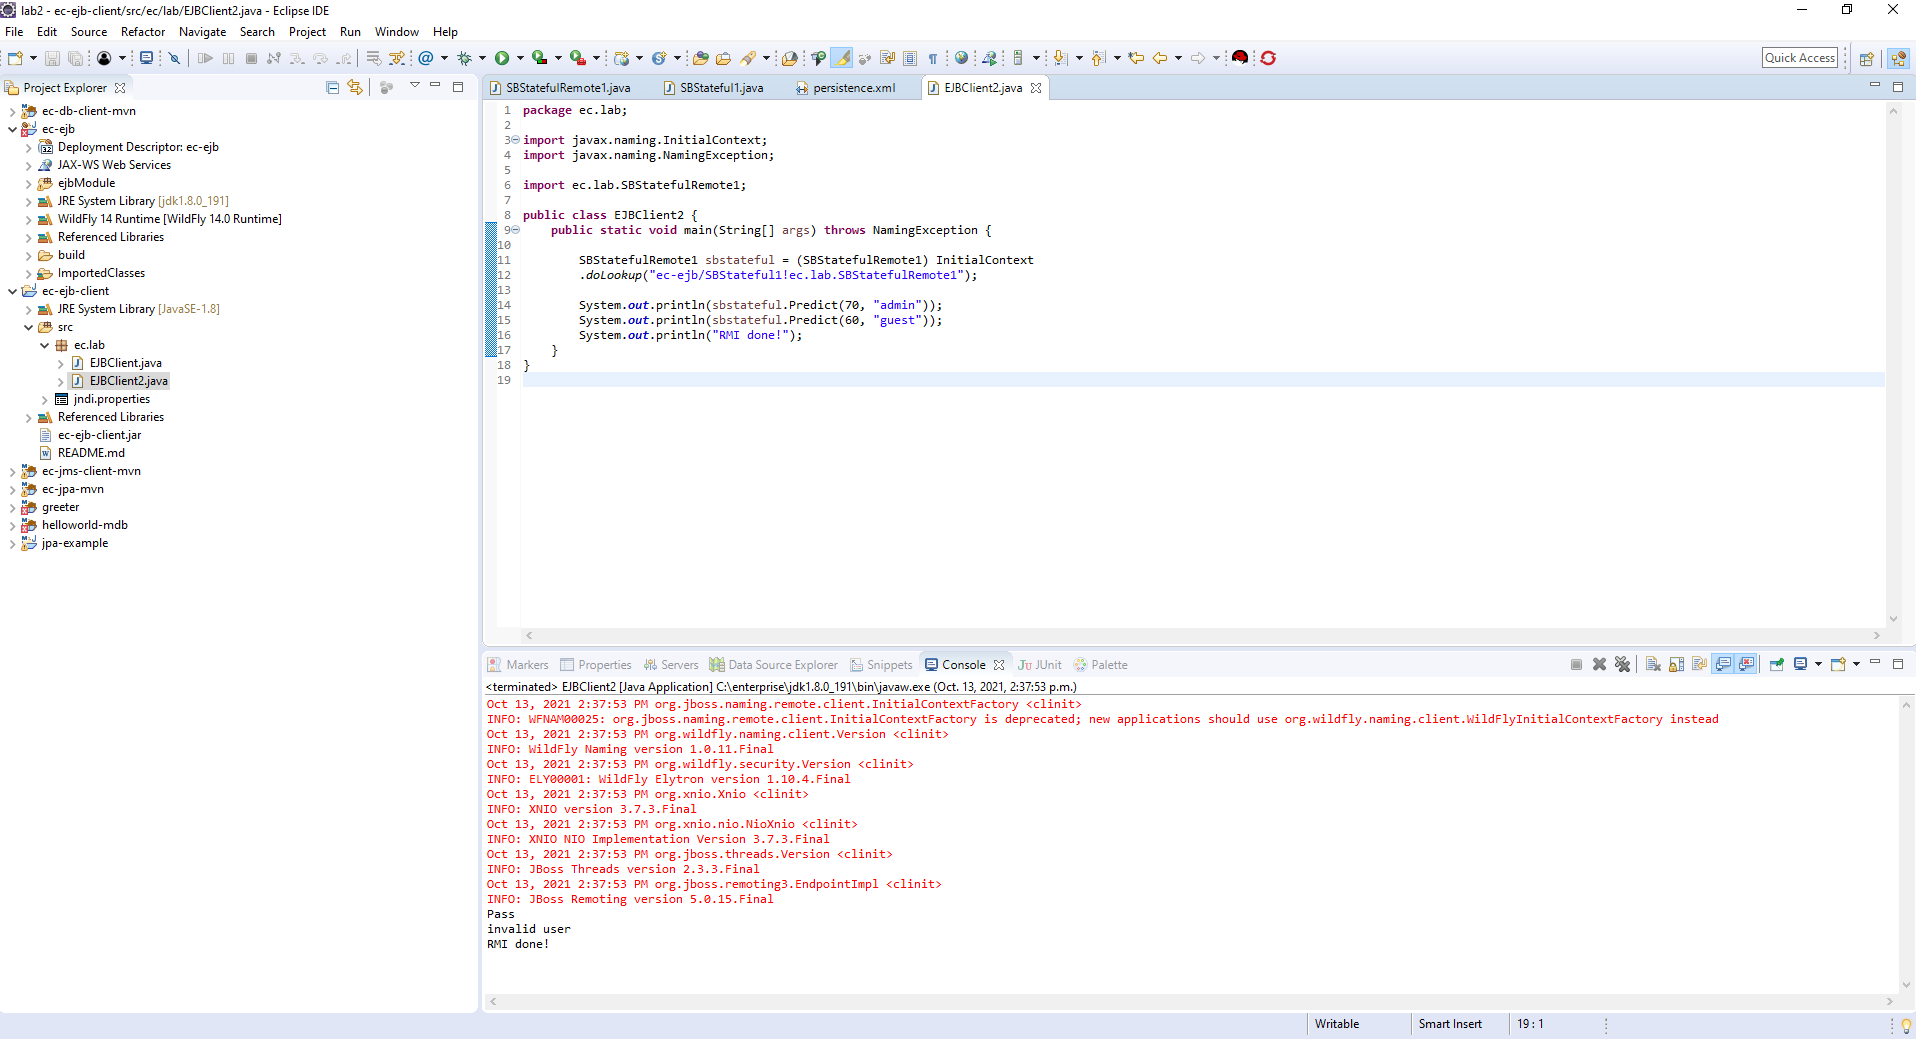 lab2 - ec-ejb-client/src/ec/lab/EJBClient2.java - Eclipse IDE
File Edit Source Refactor Navigate Search Project Run Window Help
Quick Access
Project Explorer
ec-db-client-mvn
ec-ejb
Deployment Descriptor: ec-ejb
JAX-WS Web Services
ejbModule
JRE System Library [jdk1.8.0_191]
WildFly 14 Runtime [WildFly 14.0 Runtime]
Referenced Libraries
build
ImportedClasses
ec-ejb-client
JRE System Library [JavaSE-1.8]
src
ec.lab
EJBClient.java
EJBClient2.java
jndi.properties
Referenced Libraries
ec-ejb-client.jar
README.md
ec-jms-client-mvn
ec-jpa-mvn
greeter
helloworld-mdb
jpa-example
SBStatefulRemote1.java SBStateful1.java persistence.xml EJBClient2.java
1 package ec.lab;
2
3 import javax.naming.InitialContext;
4 import javax.naming.NamingException;
5
6 import ec.lab.SBStatefulRemote1;
7
8 public class EJBClient2 {
9 public static void main(String[] args) throws NamingException {
10
11 SBStatefulRemote1 sbstateful = (SBStatefulRemote1) InitialContext
12 .doLookup("ec-ejb/SBStateful1!ec.lab.SBStatefulRemote1");
13
14 System.out.println(sbstateful.Predict(70, "admin"));
15 System.out.println(sbstateful.Predict(60, "guest"));
16 System.out.println("RMI done!");
17 }
18 }
19
Markers Properties Servers Data Source Explorer Snippets Console JUnit Palette
<terminated> EJBClient2 [Java Application] C:\enterprise\jdk1.8.0_191\bin\javaw.exe (Oct. 13, 2021, 2:37:53 p.m.)
Oct 13, 2021 2:37:53 PM org.jboss.naming.remote.client.InitialContextFactory <clinit>
INFO: WFNAM00025: org.jboss.naming.remote.client.InitialContextFactory is deprecated; new applications should use org.wildfly.naming.client.WildFlyInitialContextFactory instead
Oct 13, 2021 2:37:53 PM org.wildfly.naming.client.Version <clinit>
INFO: WildFly Naming version 1.0.11.Final
Oct 13, 2021 2:37:53 PM org.wildfly.security.Version <clinit>
INFO: ELY00001: WildFly Elytron version 1.10.4.Final
Oct 13, 2021 2:37:53 PM org.xnio.Xnio <clinit>
INFO: XNIO version 3.7.3.Final
Oct 13, 2021 2:37:53 PM org.xnio.nio.NioXnio <clinit>
INFO: XNIO NIO Implementation Version 3.7.3.Final
Oct 13, 2021 2:37:53 PM org.jboss.threads.Version <clinit>
INFO: JBoss Threads version 2.3.3.Final
Oct 13, 2021 2:37:53 PM org.jboss.remoting3.EndpointImpl <clinit>
INFO: JBoss Remoting version 5.0.15.Final
Pass
invalid user
RMI done!
Writable Smart Insert 19 : 1